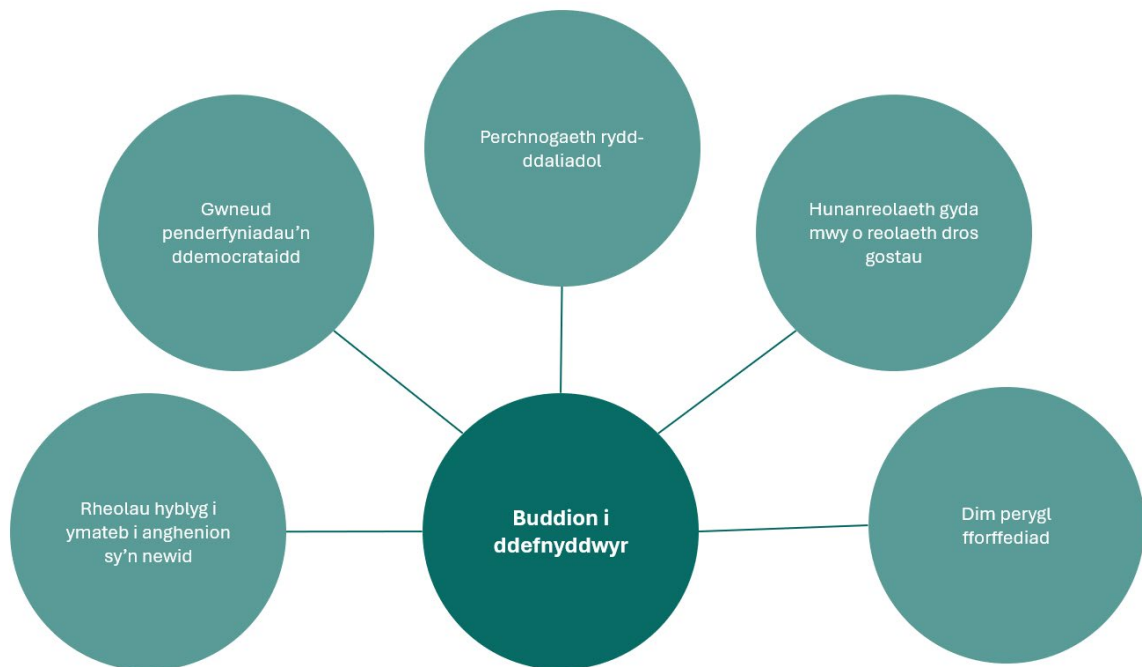 Perchnogaeth rydd-
ddaliadol
Gwneud
penderfyniadau’n
ddemocrataidd
Hunanreolaeth gyda
mwy o reolaeth dros
gostau
Rheolau hyblyg i
ymateb i anghenion
sy’n newid
Buddion i
ddefnyddwyr
Dim perygl
fforffediad